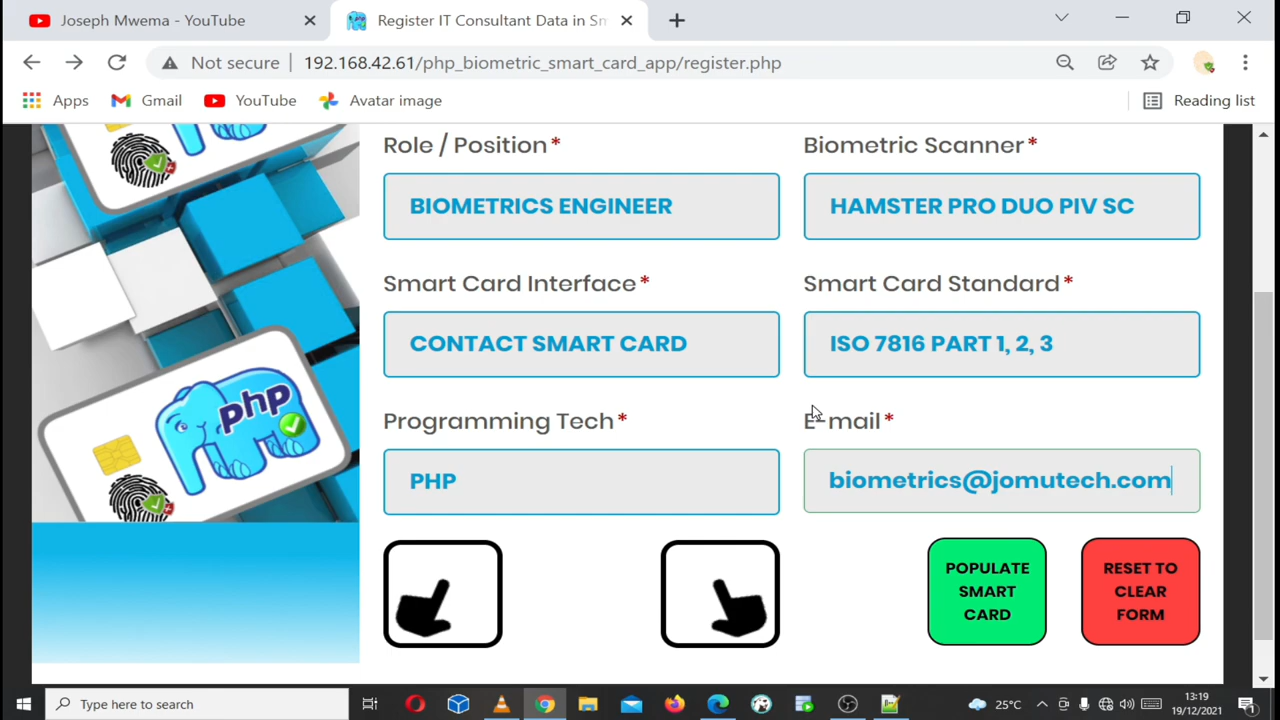 Joseph Mwema - YouTube
Register IT Consultant Data in Sm
Not secure
192.168.42.61/php_biometric_smart_card_app/register.php
Apps
Gmail
YouTube
Avatar image
Reading list
Role / Position*
Biometric Scanner*
BIOMETRICS ENGINEER
HAMSTER PRO DUO PIV SC
Smart Card Interface*
Smart Card Standard*
CONTACT SMART CARD
ISO 7816 PART 1, 2, 3
Programming Tech*
E-mail*
PHP
biometrics@jomutech.com
php
POPULATE
SMART
CARD
RESET TO
CLEAR
FORM
Type here to search
25°C
13:19
19/12/2021
1